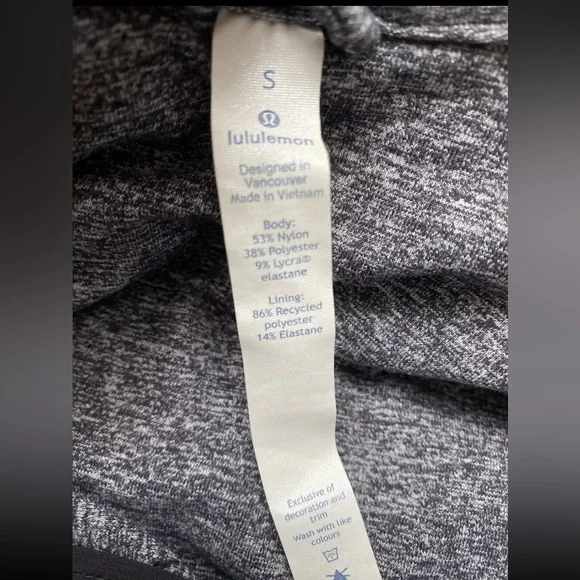 S
lululemon
Designed in
Vancouver
Made in Vietnam
Body:
53% Nylon
38% Polyester
9% Lycra®
elastane
Lining:
86% Recycled
polyester
14% Elastane
Exclusive of
decoration and
trim
Wash with like
colours